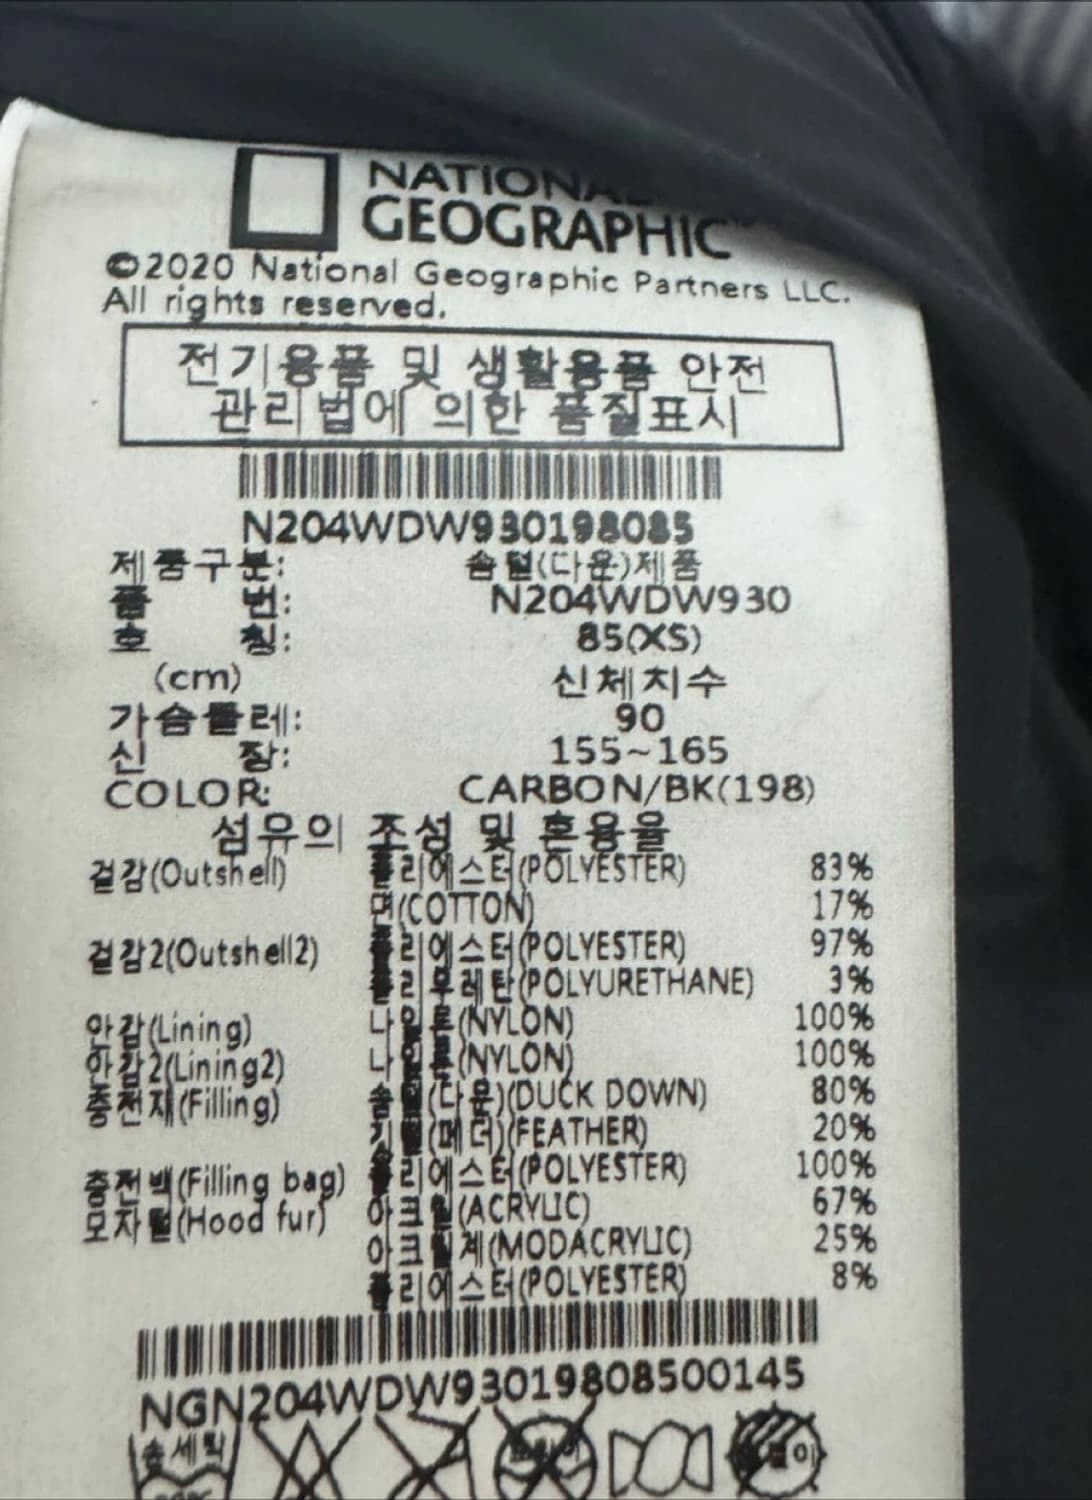 NATIONAL
GEOGRAPHIC
©2020 National Geographic Partners LLC.
All rights reserved.
전기용품 및 생활용품 안전
관리법에 의한 품질표시
N204WDW930198085
제품구분: 솜털(다운)제품
품 번: N204WDW930
호 칭: 85(XS)
(cm) 신체치수
가슴둘레: 90
신 장: 155~165
COLOR: CARBON/BK(198)
섬유의 조성 및 혼용율
겉감(Outshell) 폴리에스터(POLYESTER) 83%
면(COTTON) 17%
겉감2(Outshell2) 폴리에스터(POLYESTER) 97%
폴리우레탄(POLYURETHANE) 3%
안감(Lining) 나일론(NYLON) 100%
안감2(Lining2) 나일론(NYLON) 100%
충전재(Filling) 솜털(다운)(DUCK DOWN) 80%
기털(페더)(FEATHER) 20%
충전백(Filling bag) 폴리에스터(POLYESTER) 100%
모자털(Hood fur) 아크릴(ACRYLIC) 67%
아크릴계(MODACRYLIC) 25%
폴리에스터(POLYESTER) 8%
NGN204WDW93019808500145
손세탁